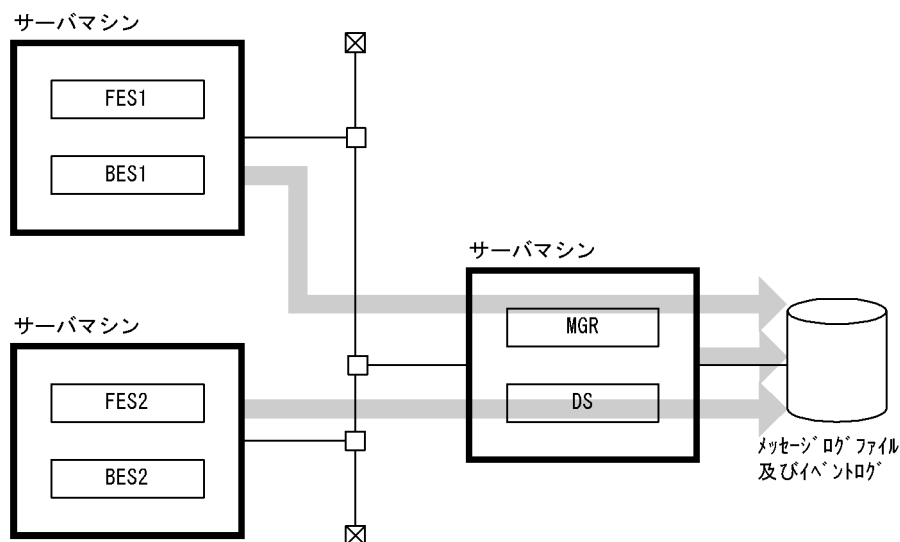 サーバマシン
FES1
BES1
サーバマシン
MGR
DS
サーバマシン
FES2
BES2
メッセージログファイル
及びイベントログ